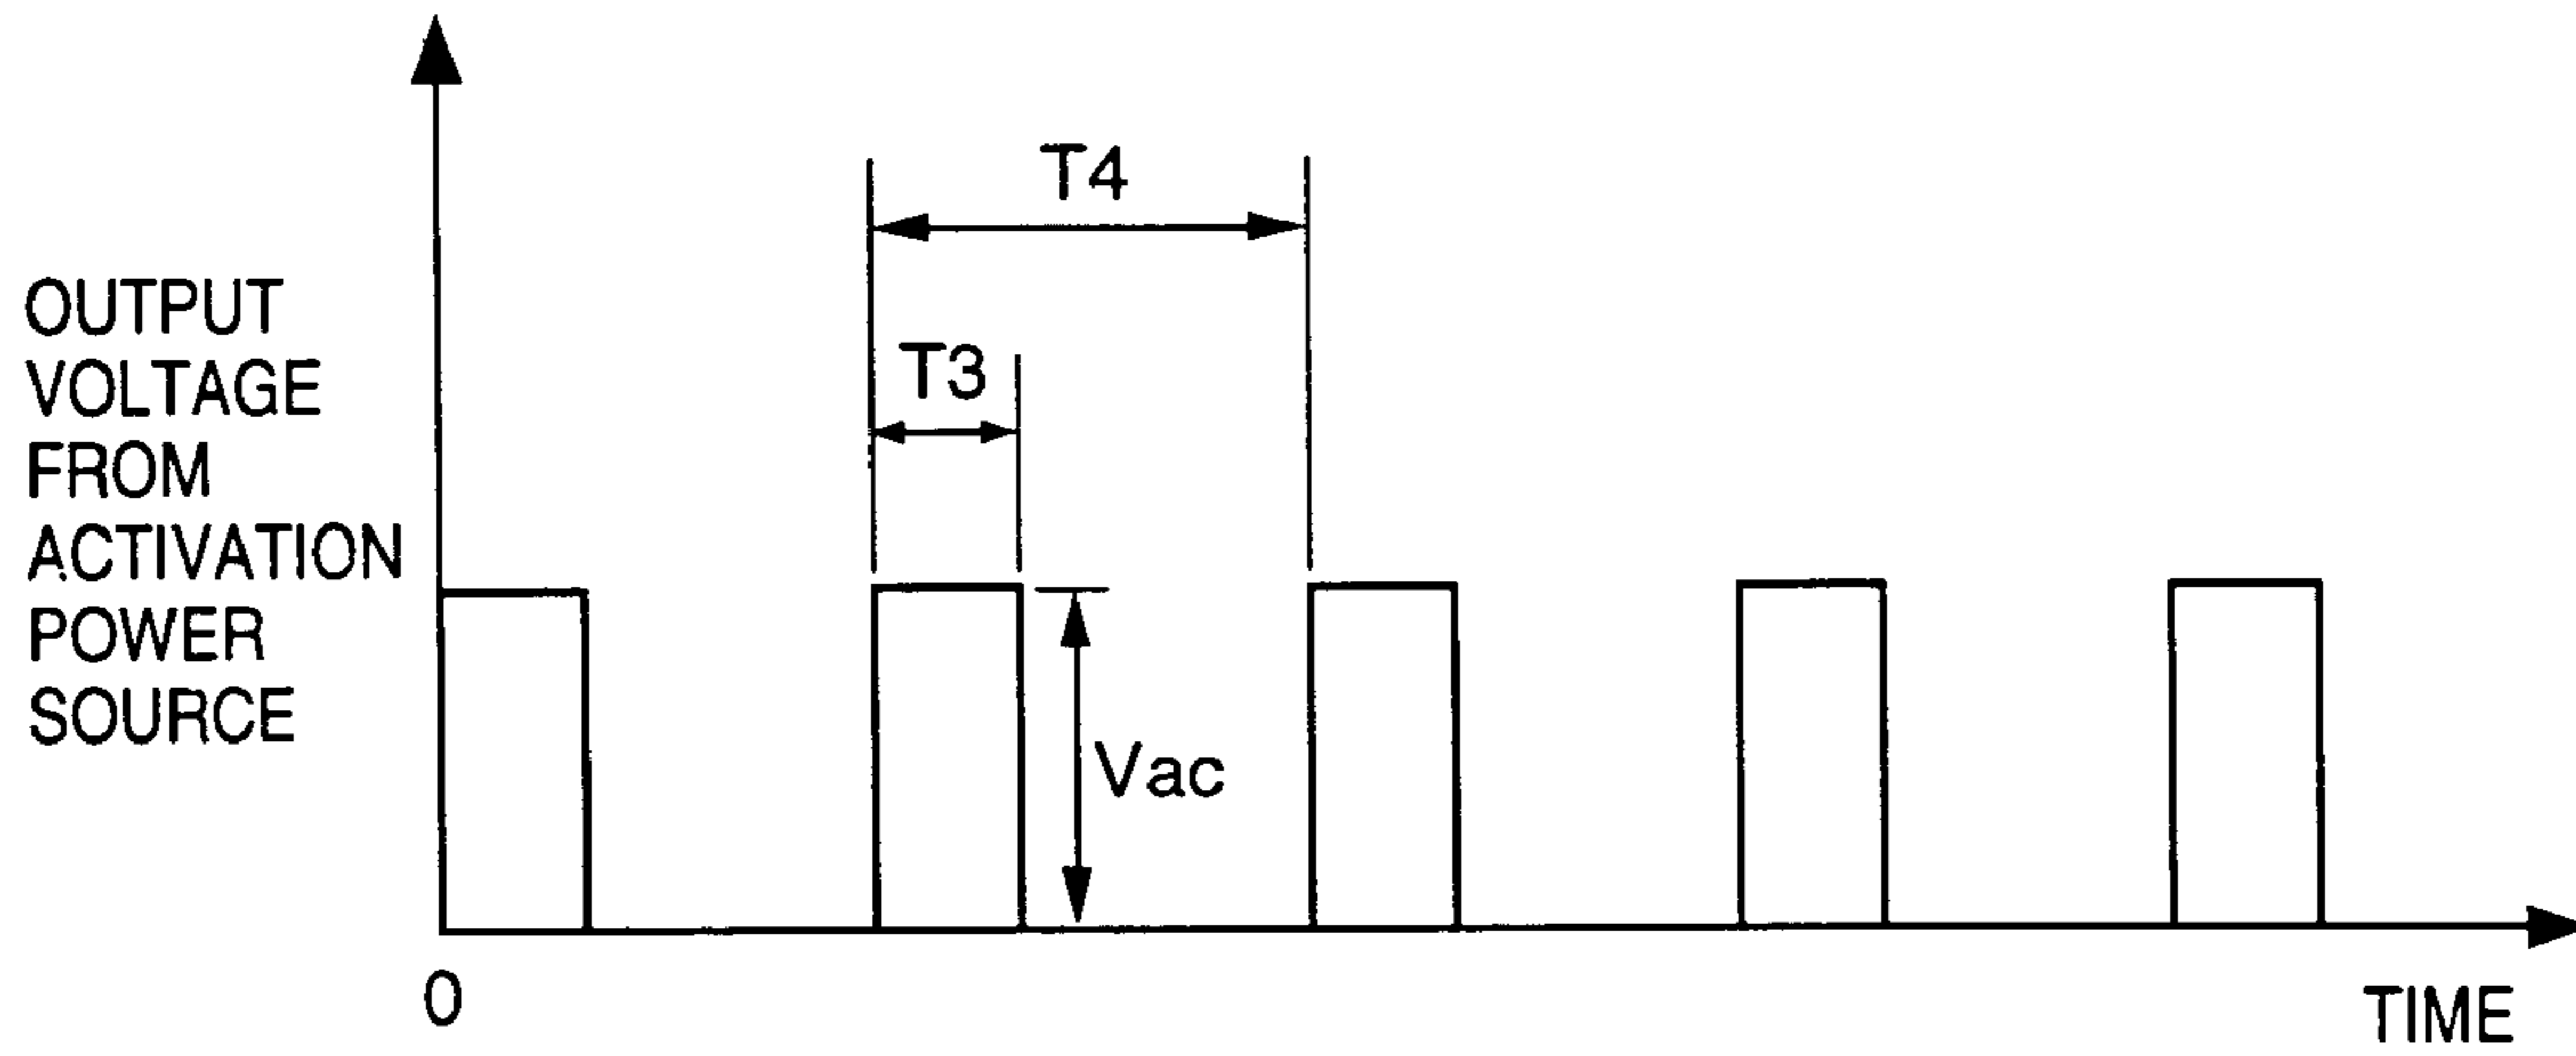 T4
T3
OUTPUT
VOLTAGE
FROM
ACTIVATION
POWER
SOURCE
Vac
0
TIME